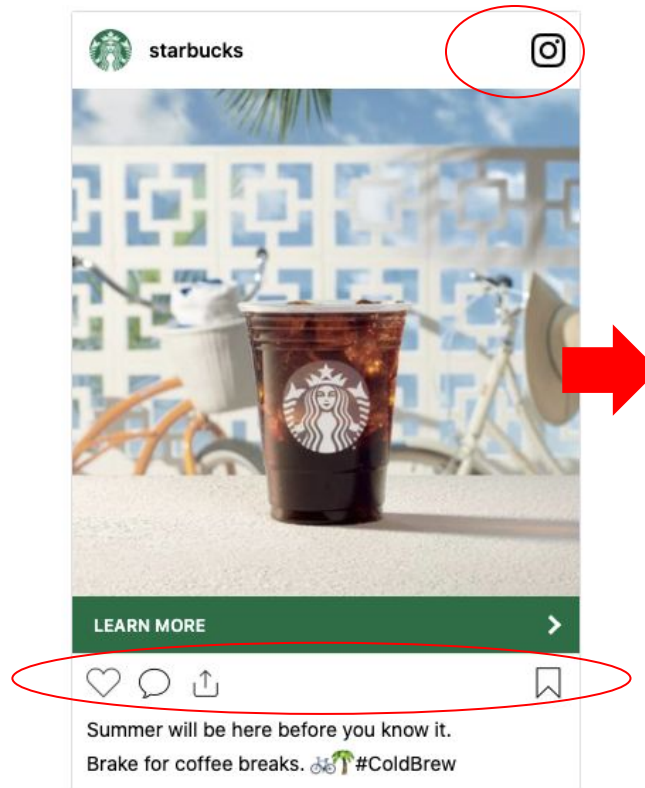 starbucks
LEARN MORE
Summer will be here before you know it.
Brake for coffee breaks. 🚲🌴#ColdBrew